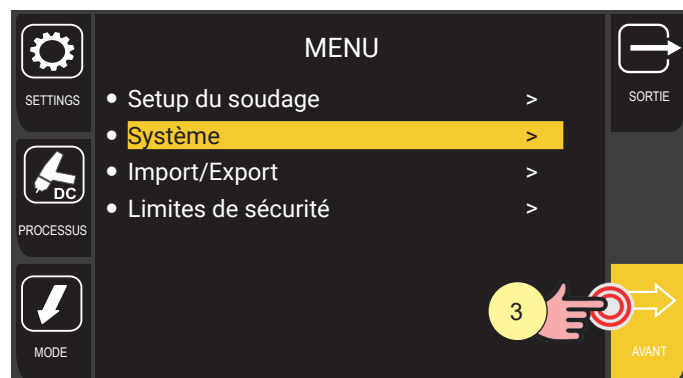 MENU
SETTINGS
SORTIE
• Setup du soudage >
• Système >
• Import/Export >
• Limites de sécurité >
DC
PROCESSUS
3
MODE
AVANT